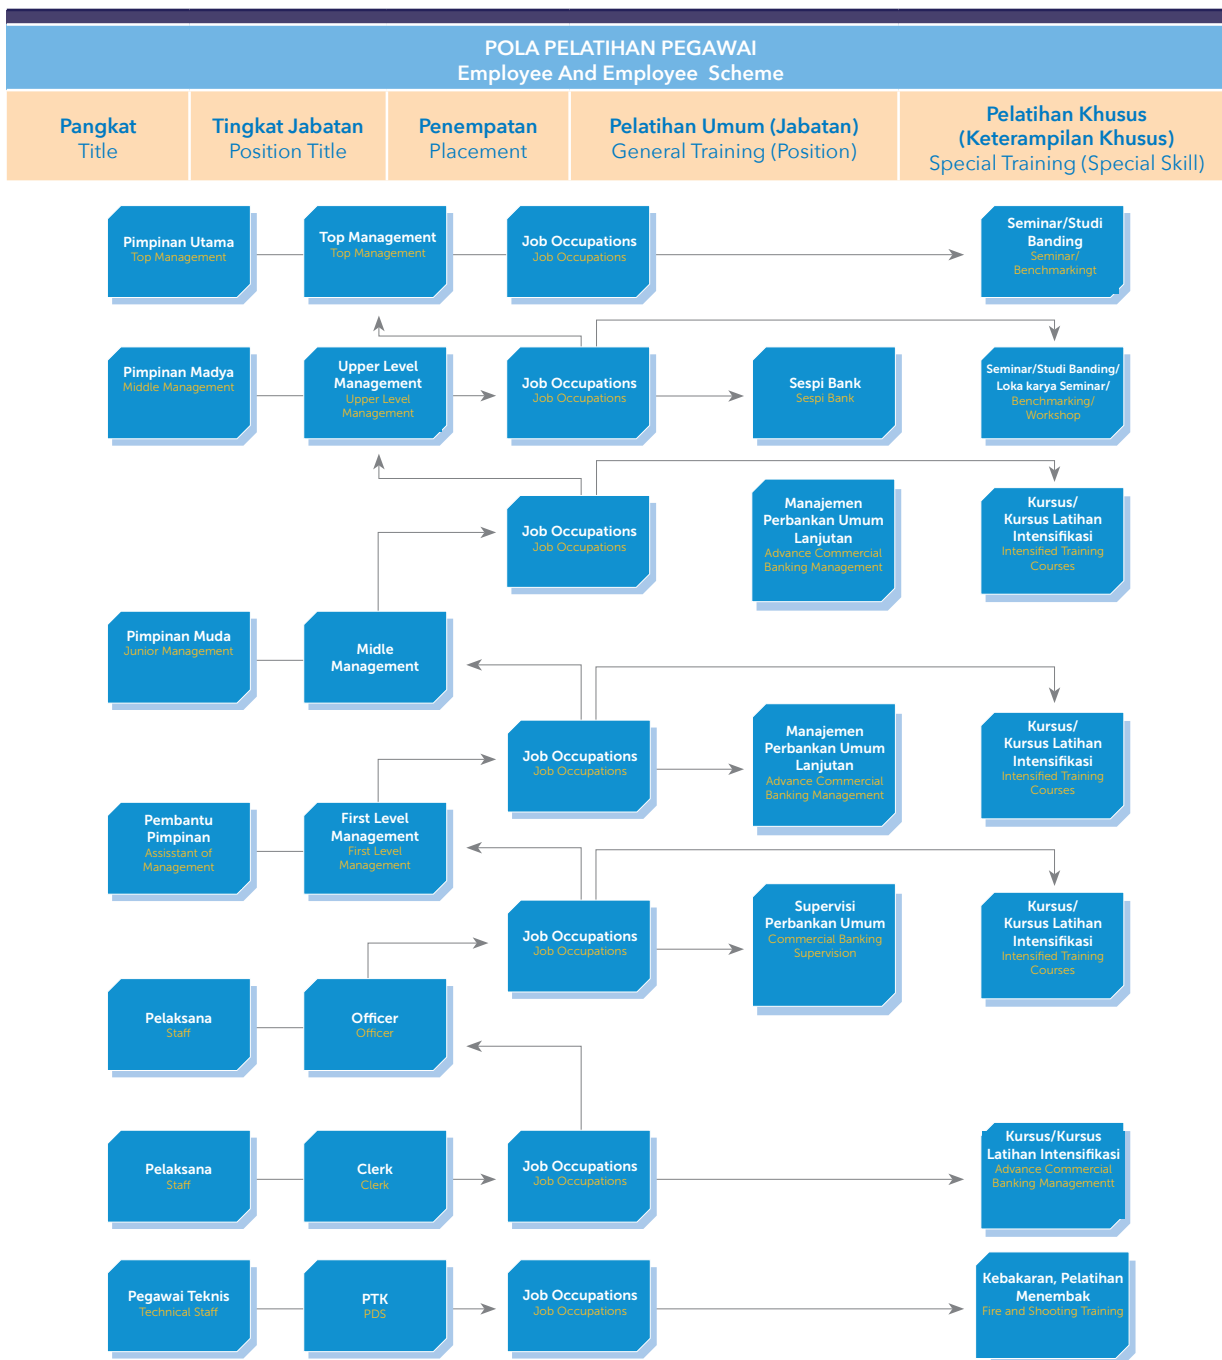 POLA PELATIHAN PEGAWAI
Employee And Employee Scheme
Pangkat
Title
Tingkat Jabatan
Position Title
Penempatan
Placement
Pelatihan Umum (Jabatan)
General Training (Position)
Pelatihan Khusus
(Keterampilan Khusus)
Special Training (Special Skill)
Pimpinan Utama
Top Management
Top Management
Top Management
Job Occupations
Job Occupations
Seminar/Studi
Banding
Seminar/
Benchmarkingt
Pimpinan Madya
Middle Management
Upper Level
Management
Upper Level
Management
Job Occupations
Job Occupations
Sespi Bank
Sespi Bank
Seminar/Studi Banding/
Loka karya Seminar/
Benchmarking/
Workshop
Job Occupations
Job Occupations
Manajemen
Perbankan Umum
Lanjutan
Advance Commercial
Banking Management
Kursus/
Kursus Latihan
Intensifikasi
Intensified Training
Courses
Pimpinan Muda
Junior Management
Midle
Management
Job Occupations
Job Occupations
Manajemen
Perbankan Umum
Lanjutan
Advance Commercial
Banking Management
Kursus/
Kursus Latihan
Intensifikasi
Intensified Training
Courses
Pembantu
Pimpinan
Assisstant of
Management
First Level
Management
First Level
Management
Job Occupations
Job Occupations
Supervisi
Perbankan Umum
Commercial Banking
Supervision
Kursus/
Kursus Latihan
Intensifikasi
Intensified Training
Courses
Pelaksana
Staff
Officer
Officer
Pelaksana
Staff
Clerk
Clerk
Job Occupations
Job Occupations
Kursus/Kursus
Latihan Intensifikasi
Advance Commercial
Banking Managementt
Pegawai Teknis
Technical Staff
PTK
PDS
Job Occupations
Job Occupations
Kebakaran, Pelatihan
Menembak
Fire and Shooting Training